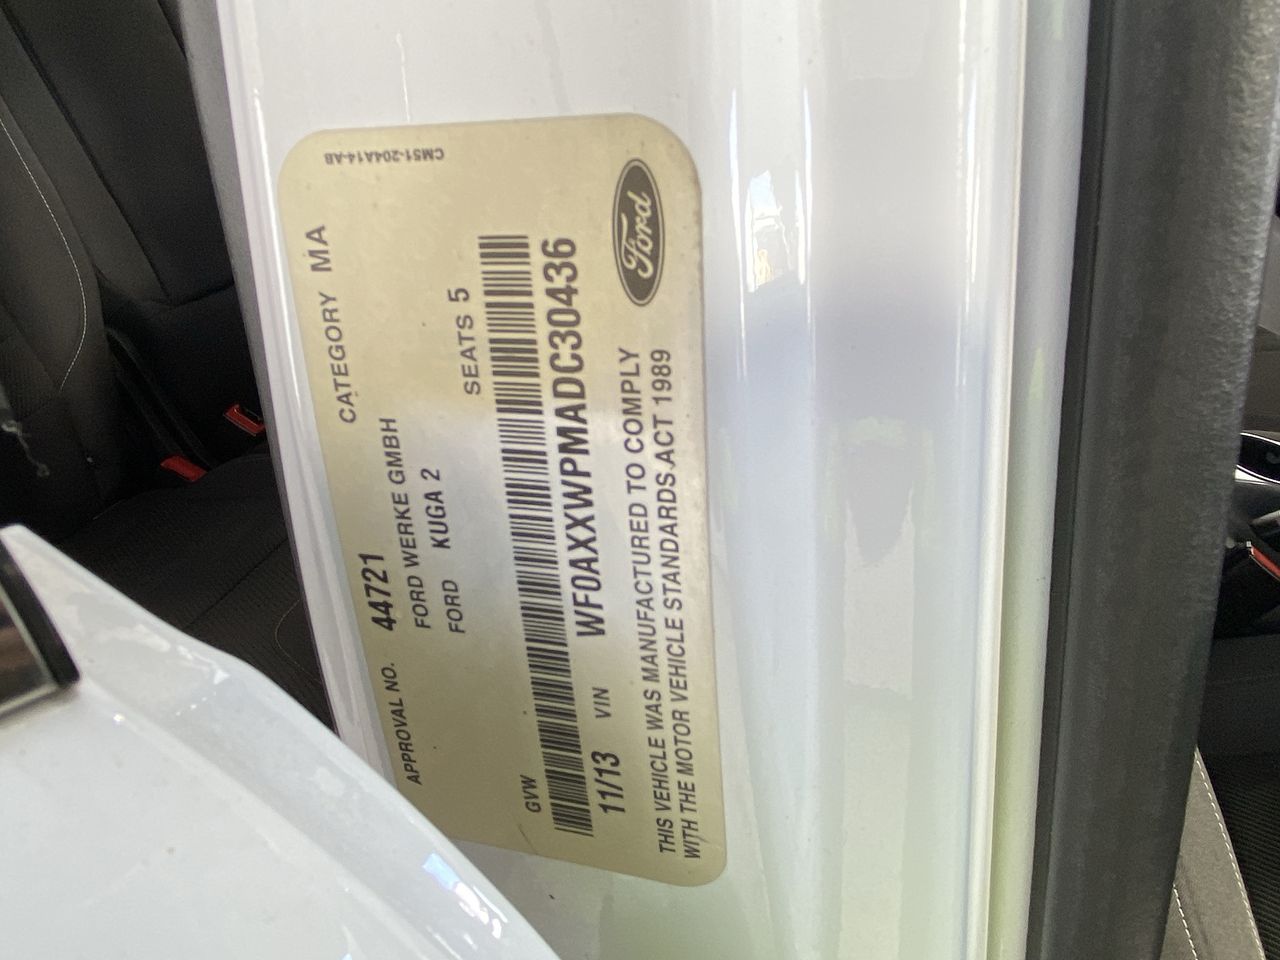 CM51-204A14-AB
APPROVAL NO. 44721 CATEGORY MA
FORD WERKE GMBH
FORD KUGA 2
SEATS 5
GVW
11/13 VIN WF0AXXWPMADC30436
THIS VEHICLE WAS MANUFACTURED TO COMPLY
WITH THE MOTOR VEHICLE STANDARDS ACT 1989
Ford